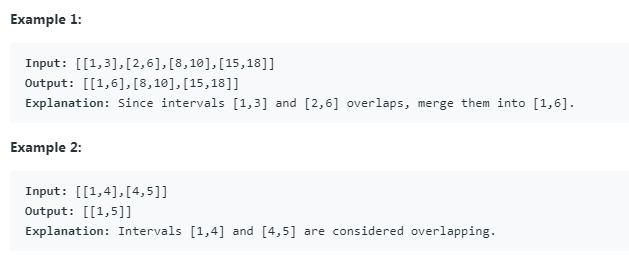 Example 1:
Input: [[1,3],[2,6],[8,10],[15,18]]
Output: [[1,6],[8,10],[15,18]]
Explanation: Since intervals [1,3] and [2,6] overlaps, merge them into [1,6].
Example 2:
Input: [[1,4],[4,5]]
Output: [[1,5]]
Explanation: Intervals [1,4] and [4,5] are considered overlapping.